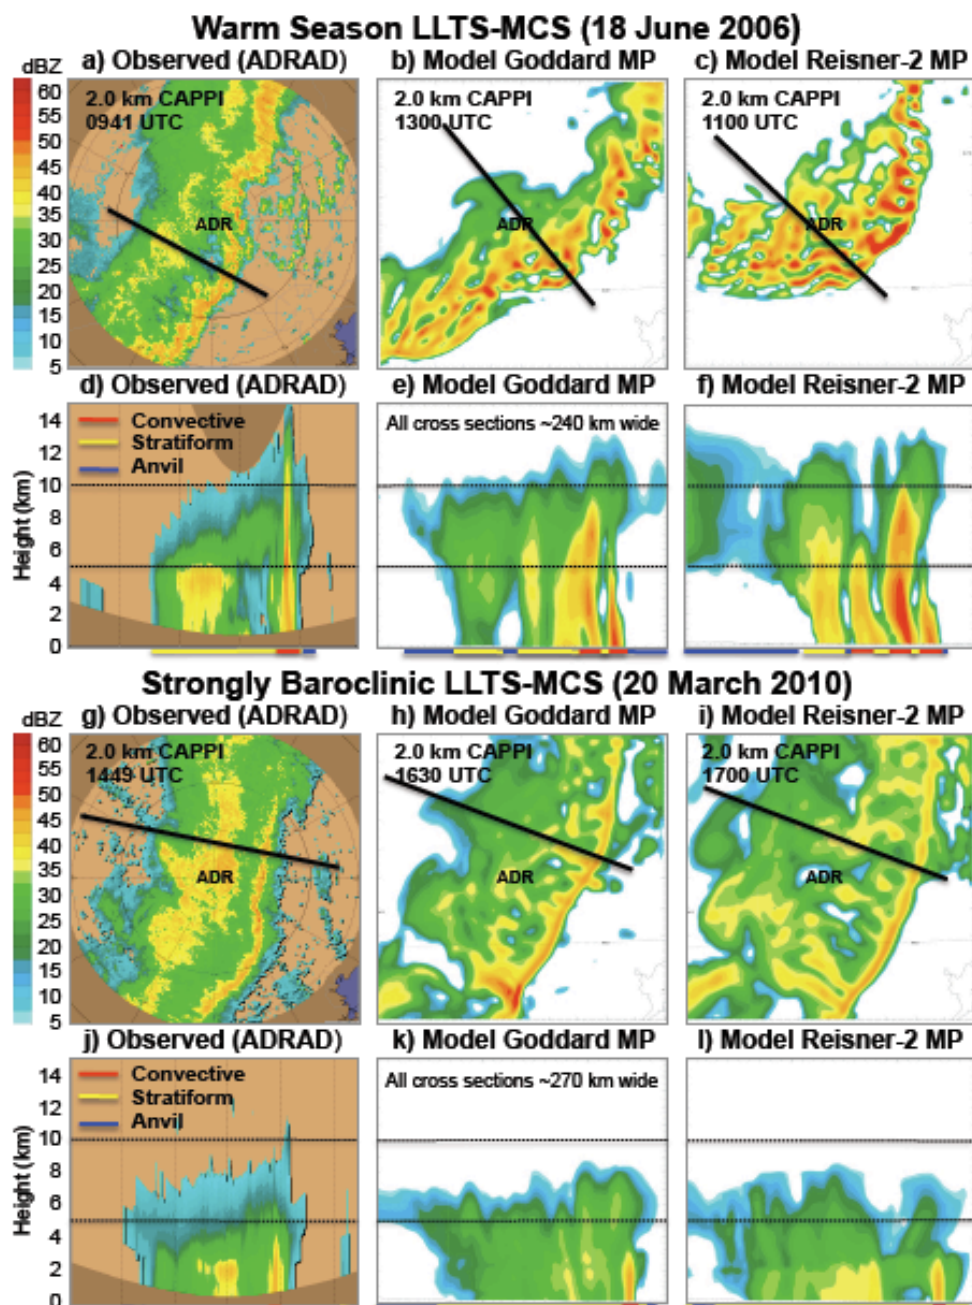 Warm Season LLTS-MCS (18 June 2006)
dBZ a) Observed (ADRAD) b) Model Goddard MP c) Model Reisner-2 MP
60
55
50
45
40
35
30
25
20
15
10
5
2.0 km CAPPI
0941 UTC
ADR
2.0 km CAPPI
1300 UTC
ADR
2.0 km CAPPI
1100 UTC
ADR
d) Observed (ADRAD) e) Model Goddard MP f) Model Reisner-2 MP
Height (km)
14
12
10
8
6
4
2
0
Convective
Stratiform
Anvil
All cross sections ~240 km wide
Strongly Baroclinic LLTS-MCS (20 March 2010)
dBZ g) Observed (ADRAD) h) Model Goddard MP i) Model Reisner-2 MP
60
55
50
45
40
35
30
25
20
15
10
5
2.0 km CAPPI
1449 UTC
ADR
2.0 km CAPPI
1630 UTC
ADR
2.0 km CAPPI
1700 UTC
ADR
j) Observed (ADRAD) k) Model Goddard MP l) Model Reisner-2 MP
Height (km)
14
12
10
8
6
4
2
0
Convective
Stratiform
Anvil
All cross sections ~270 km wide